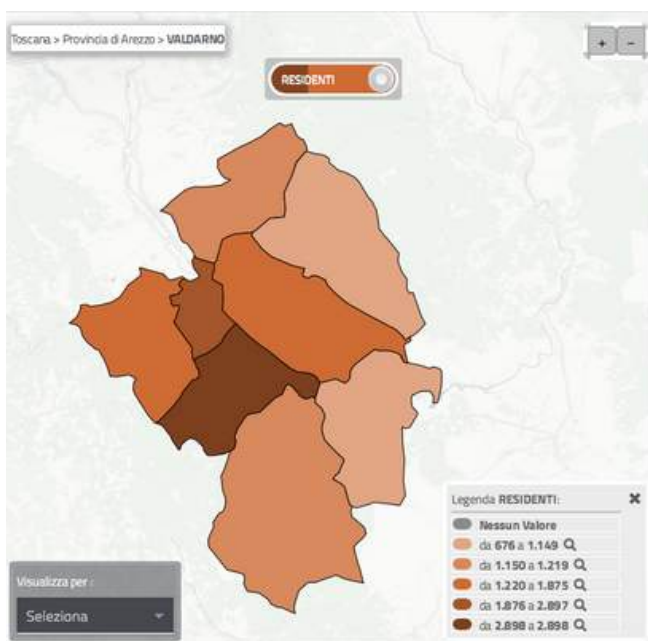 Toscana > Provincia di Arezzo > VALDARNO
+ −
RESIDENTI
Legenda RESIDENTI: ✖
Nessun Valore
da 676 a 1.149
da 1.150 a 1.219
da 1.220 a 1.875
da 1.876 a 2.897
da 2.898 a 2.898
Visualizza per :
Seleziona